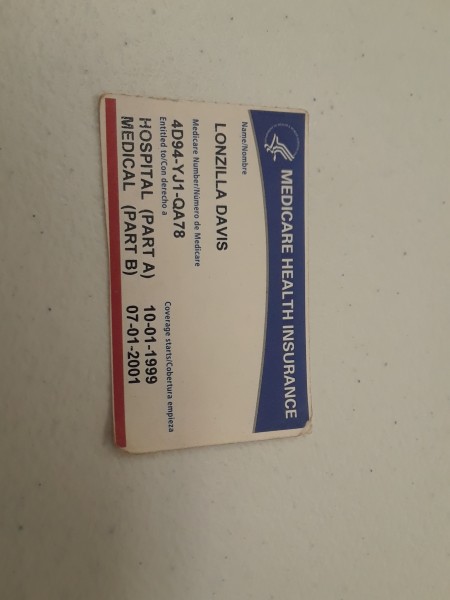 MEDICARE HEALTH INSURANCE
Name/Nombre
LONZILLA DAVIS
Medicare Number/Número de Medicare
4D94-YJ1-QA78
Entitled to/Con derecho a Coverage starts/Cobertura empieza
HOSPITAL (PART A) 10-01-1999
MEDICAL (PART B) 07-01-2001